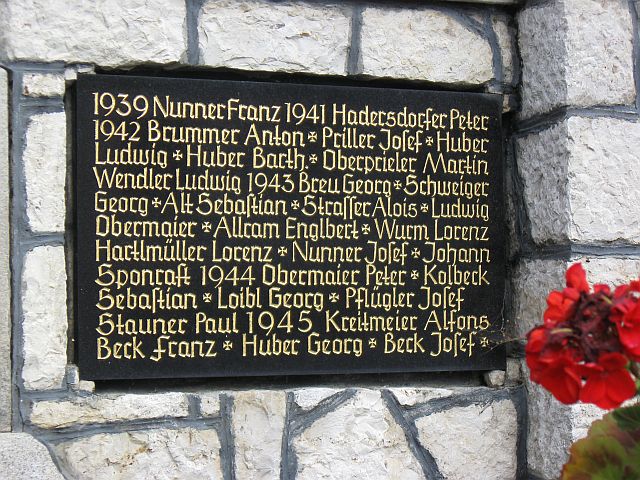 1939 Nunner Franz 1941 Hadersdorfer Peter
1942 Brummer Anton + Priller Josef + Huber
Ludwig + Huber Barth. + Oberprieler Martin
Wendler Ludwig 1943 Breu Georg + Schweiger
Georg + Alt Sebastian + Strasser Alois + Ludwig
Obermaier + Allram Englbert + Wurm Lorenz
Hartlmüller Lorenz + Nunner Josef + Johann
Sponraft 1944 Obermaier Peter + Kolbeck
Sebastian + Loibl Georg + Pflügler Josef
Stauner Paul 1945 Kreitmeier Alfons
Beck Franz + Huber Georg + Beck Josef +